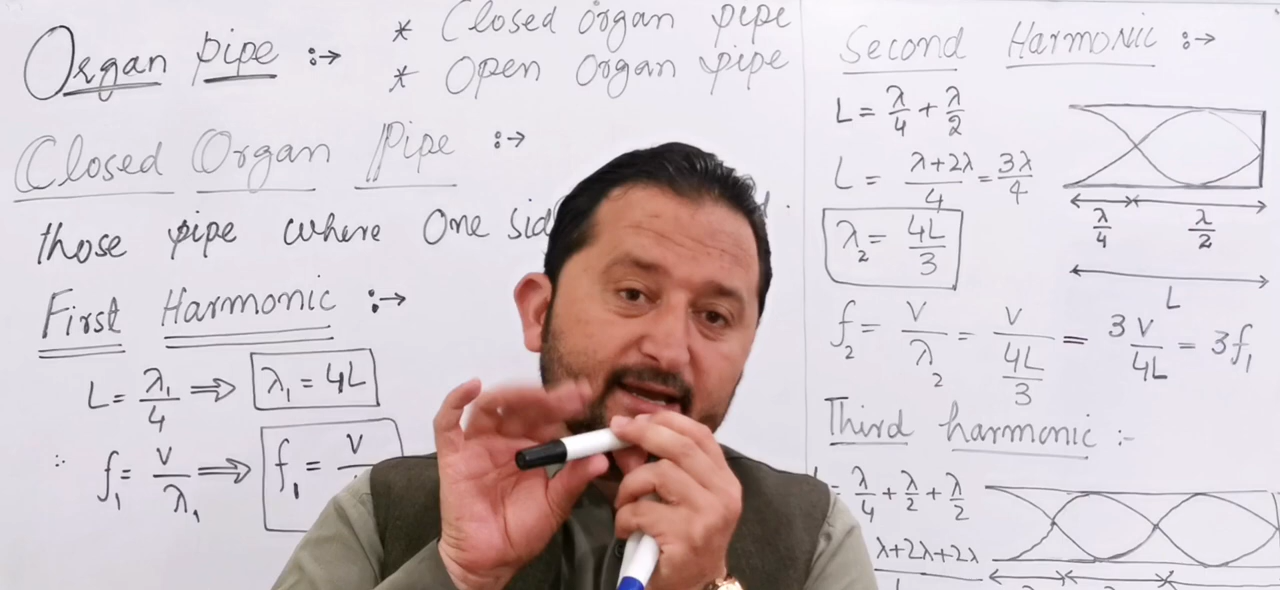 Organ pipe :→
* Closed organ pipe
* Open Organ pipe
Closed Organ Pipe :→
those pipe where One sid
First Harmonic :→
L = λ₁/4 ⇒ λ₁ = 4L
∴ f₁ = v/λ₁ ⇒ f₁ = v/
Second Harmonic :→
L = λ/4 + λ/2
L = (λ+2λ)/4 = 3λ/4
λ₂ = 4L/3
λ/4 λ/2
L
f₂ = v/λ₂ = v/(4L/3) = 3v/4L = 3f₁
Third harmonic :-
= λ/4 + λ/2 + λ/2
λ+2λ+2λ